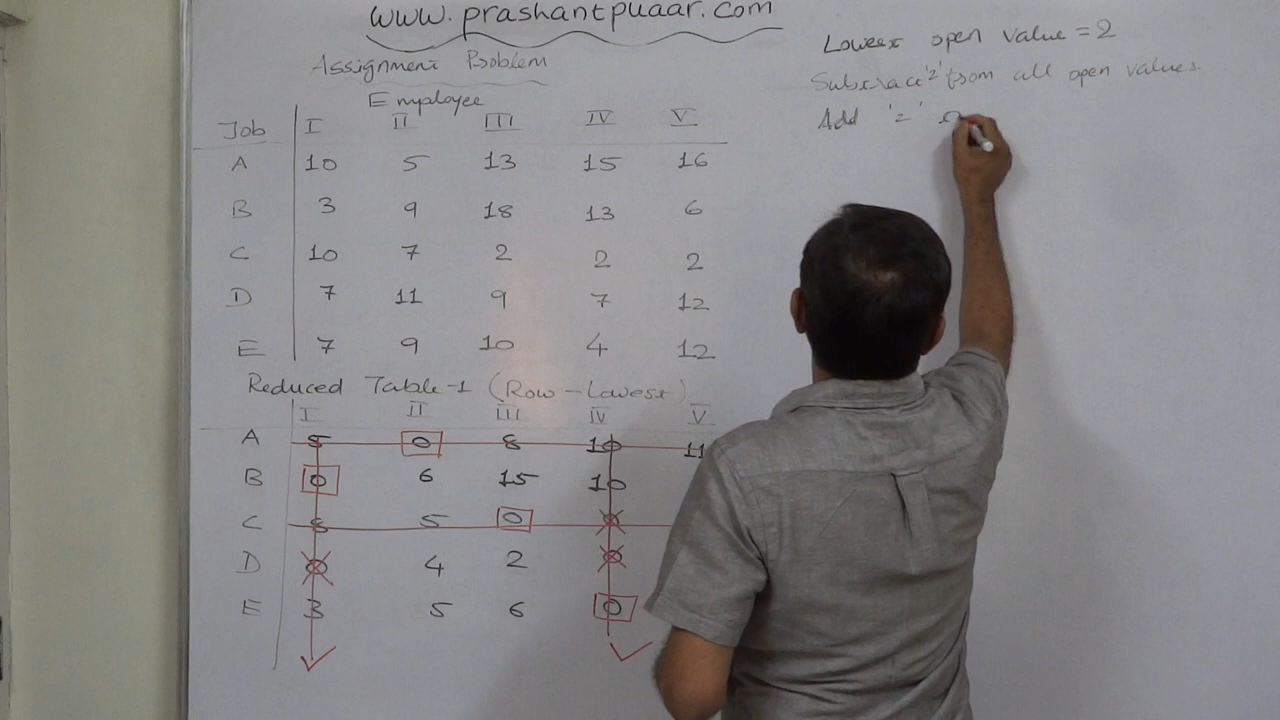 www.prashantpuaar.com
Assignment Problem
Employee
Job I II III IV V
A 10 5 13 15 16
B 3 9 18 13 6
C 10 7 2 2 2
D 7 11 9 7 12
E 7 9 10 4 12
Reduced Table-1 (Row-Lowest)
I II III IV V
A 5 0 8 10 11
B 0 6 15 10
C 8 5 0 0
D 0 4 2 0
E 3 5 6 0
Lowest open value = 2
Subtract '2' from all open values.
Add '2'